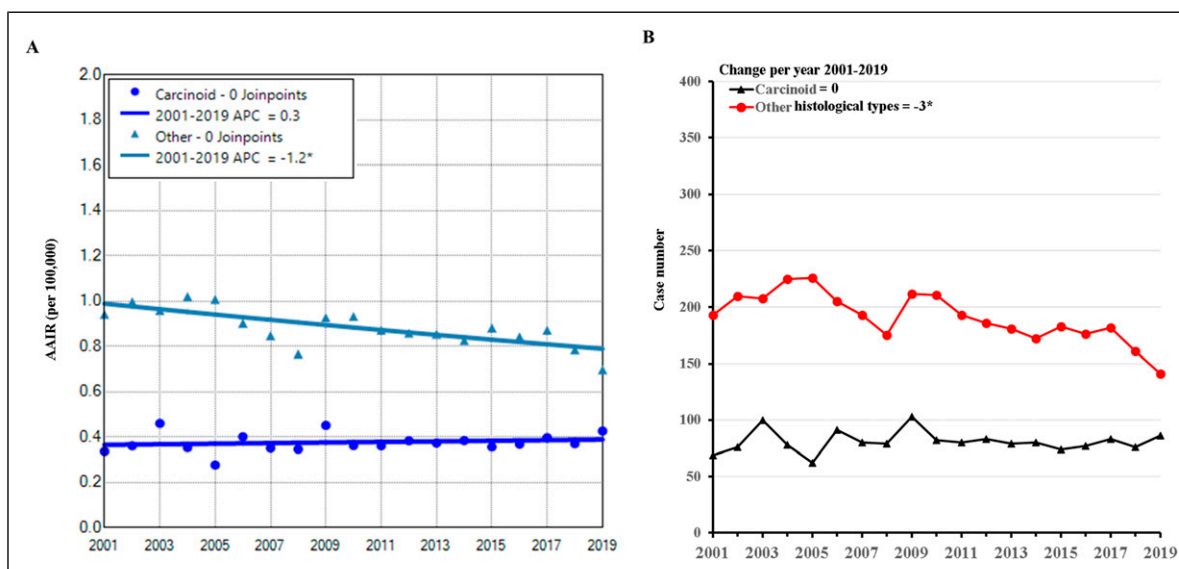 A
AAIR (per 100,000)
2.0
1.8
1.6
1.4
1.2
1.0
0.8
0.6
0.4
0.2
0.0
Carcinoid - 0 Joinpoints
2001-2019 APC = 0.3
Other - 0 Joinpoints
2001-2019 APC = -1.2*
2001 2003 2005 2007 2009 2011 2013 2015 2017 2019
B
Case number
Change per year 2001-2019
Carcinoid = 0
Other histological types = -3*
400
350
300
250
200
150
100
50
0
2001 2003 2005 2007 2009 2011 2013 2015 2017 2019